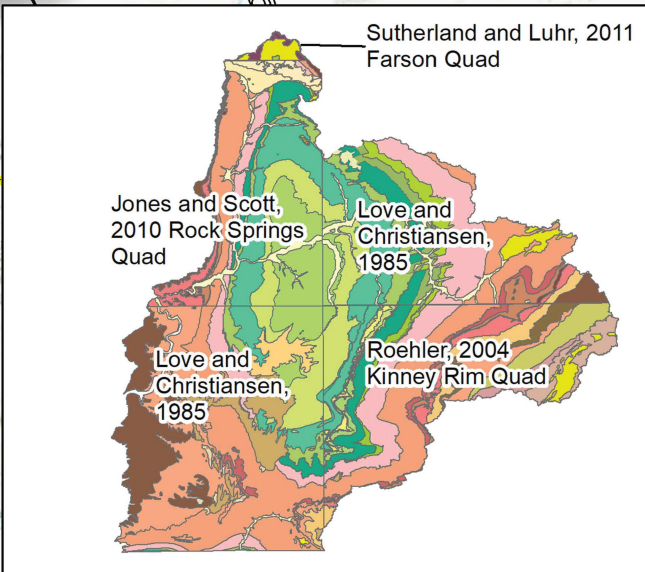 Sutherland and Luhr, 2011
Farson Quad
Jones and Scott,
2010 Rock Springs
Quad
Love and
Christiansen,
1985
Love and
Christiansen,
1985
Roehler, 2004
Kinney Rim Quad